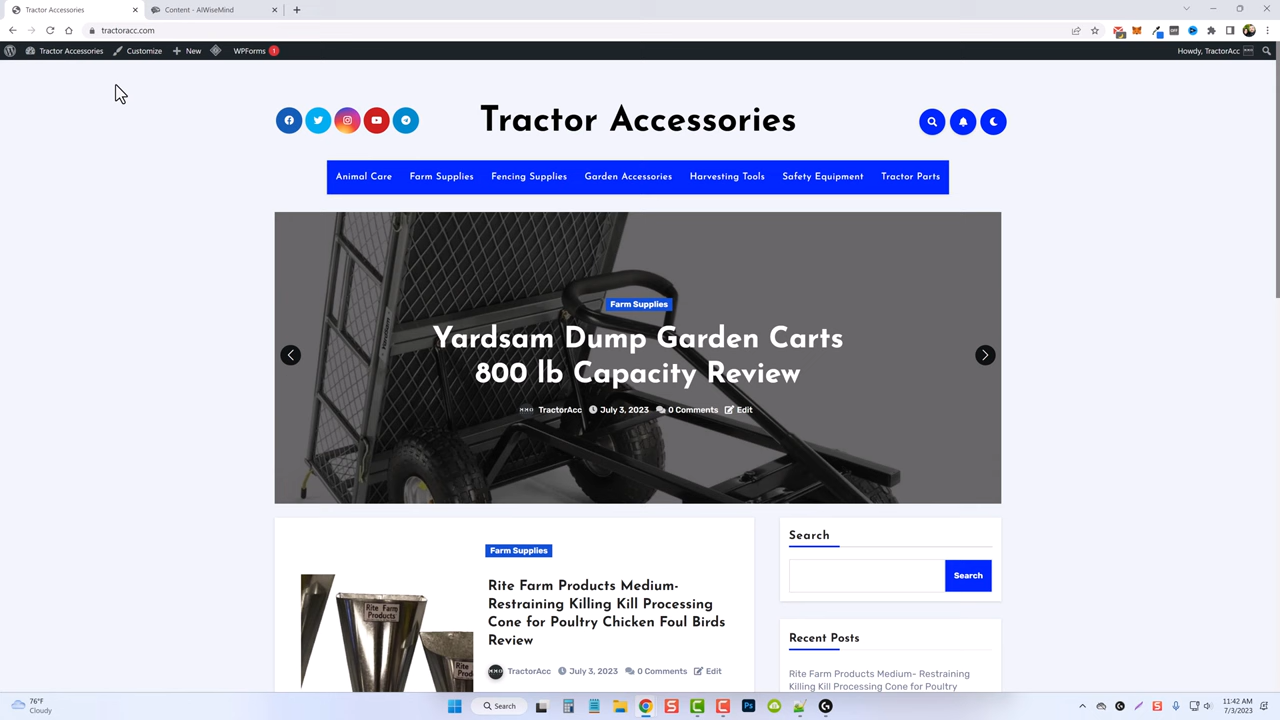 Tractor Accessories
Content - AIWiseMind
tractoracc.com
Tractor Accessories
Customize
New
WPForms 1
Howdy, TractorAcc
Tractor Accessories
Animal Care
Farm Supplies
Fencing Supplies
Garden Accessories
Harvesting Tools
Safety Equipment
Tractor Parts
Farm Supplies
Yardsam Dump Garden Carts
800 lb Capacity Review
TractorAcc July 3, 2023 0 Comments Edit
Farm Supplies
Rite Farm Products Medium-
Restraining Killing Kill Processing
Cone for Poultry Chicken Foul Birds
Review
TractorAcc July 3, 2023 0 Comments Edit
Rite Farm
Products
Search
Search
Recent Posts
Rite Farm Products Medium- Restraining
Killing Kill Processing Cone for Poultry
76°F
Cloudy
Search
11:42 AM
7/3/2023